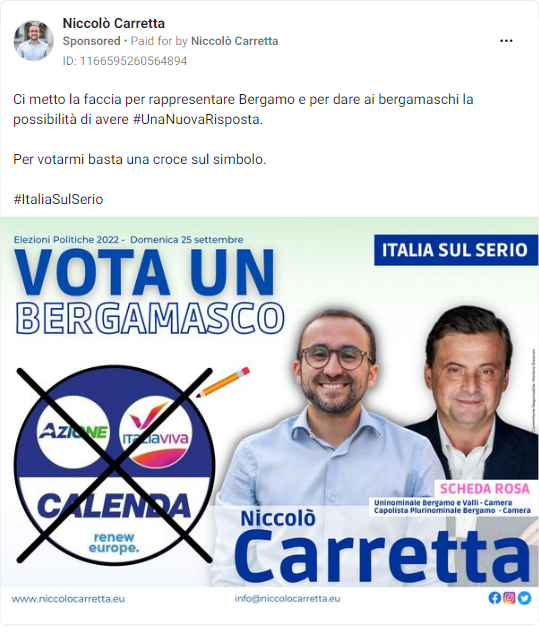 Niccolò Carretta
Sponsored • Paid for by Niccolò Carretta
ID: 1166595260564894
Ci metto la faccia per rappresentare Bergamo e per dare ai bergamaschi la
possibilità di avere #UnaNuovaRisposta.
Per votarmi basta una croce sul simbolo.
#ItaliaSulSerio
Elezioni Politiche 2022 - Domenica 25 settembre
ITALIA SUL SERIO
VOTA UN
BERGAMASCO
AZIONE
ITALIAVIVA
CALENDA
renew
europe.
SCHEDA ROSA
Uninominale Bergamo e Valli - Camera
Capolista Plurinominale Bergamo - Camera
Niccolò
Carretta
www.niccolocarretta.eu
info@niccolocarretta.eu